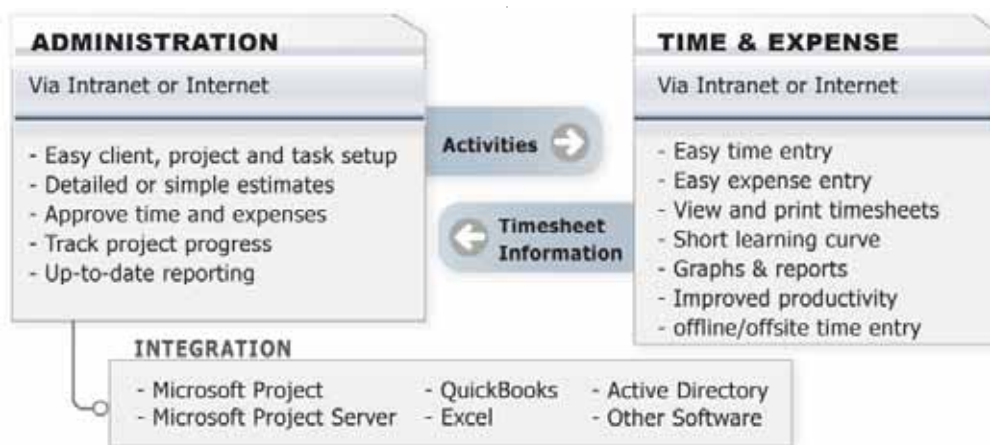 ADMINISTRATION
Via Intranet or Internet
- Easy client, project and task setup
- Detailed or simple estimates
- Approve time and expenses
- Track project progress
- Up-to-date reporting
Activities
Timesheet
Information
TIME & EXPENSE
Via Intranet or Internet
- Easy time entry
- Easy expense entry
- View and print timesheets
- Short learning curve
- Graphs & reports
- Improved productivity
- offline/offsite time entry
INTEGRATION
- Microsoft Project
- Microsoft Project Server
- QuickBooks
- Excel
- Active Directory
- Other Software